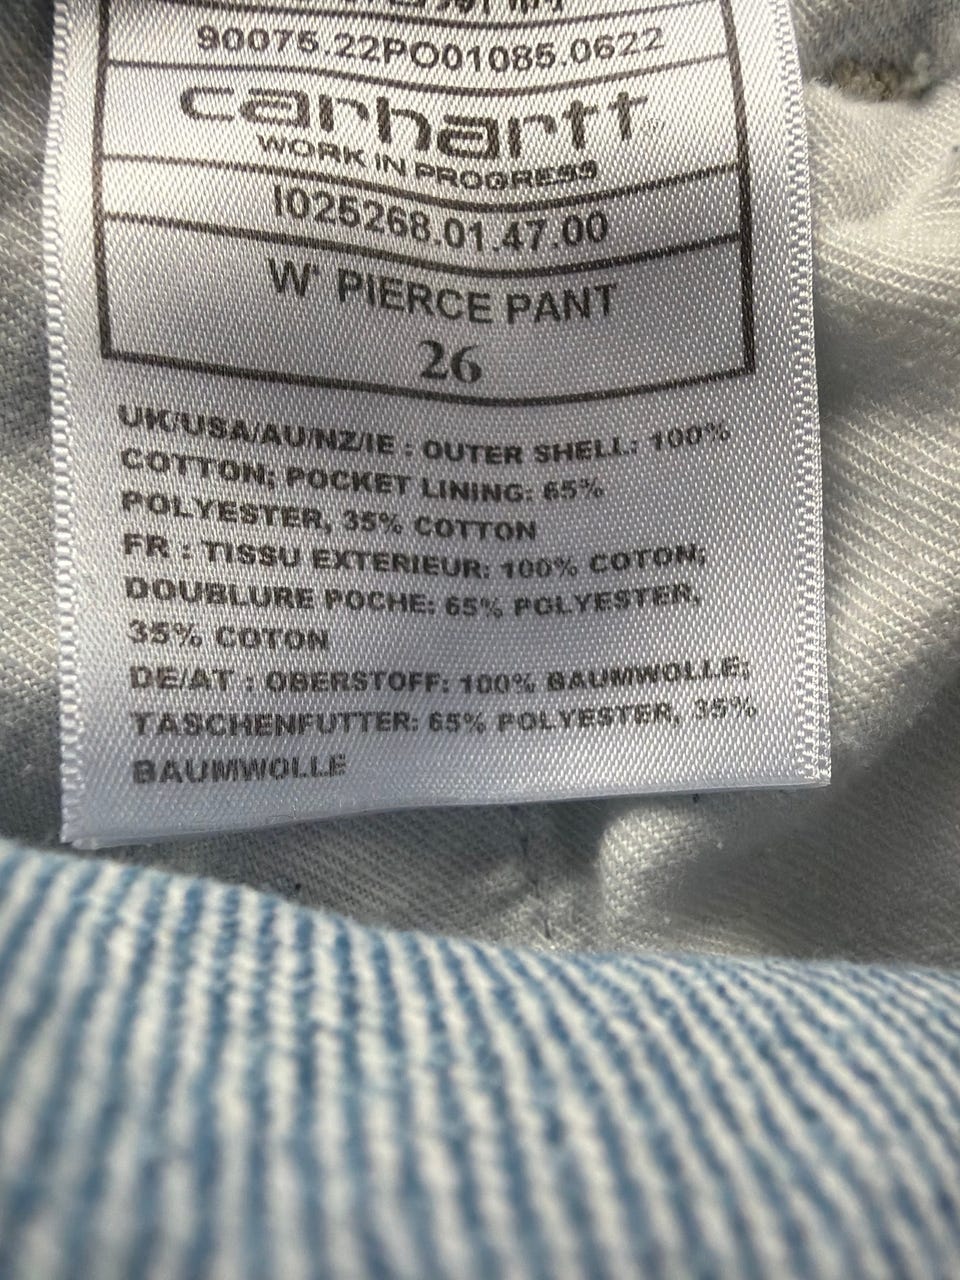 90075.22PO01085.0622
carhartt®
WORK IN PROGRESS
I025268.01.47.00
W' PIERCE PANT
26
UK/USA/AU/NZ/IE : OUTER SHELL: 100%
COTTON; POCKET LINING: 65%
POLYESTER, 35% COTTON
FR : TISSU EXTERIEUR: 100% COTON;
DOUBLURE POCHE: 65% POLYESTER,
35% COTON
DE/AT : OBERSTOFF: 100% BAUMWOLLE;
TASCHENFUTTER: 65% POLYESTER, 35%
BAUMWOLLE